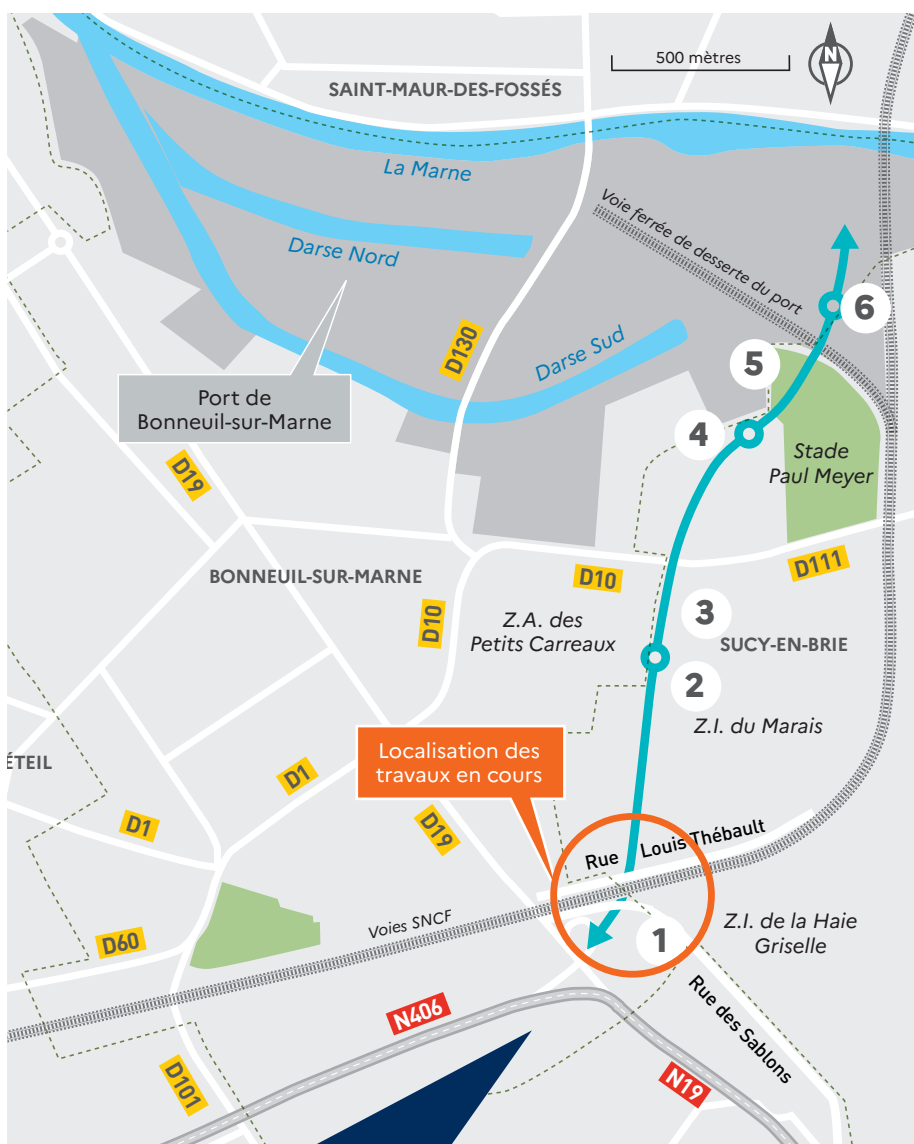 500 mètres
N
SAINT-MAUR-DES-FOSSÉS
La Marne
Voie ferrée de desserte du port
Darse Nord
6
D130
Darse Sud
5
Port de
Bonneuil-sur-Marne
4
Stade
Paul Meyer
D19
D111
BONNEUIL-SUR-MARNE
D10
D10
Z.A. des
Petits Carreaux
3
SUCY-EN-BRIE
2
Z.I. du Marais
Localisation des
travaux en cours
ÉTEIL
D1
D1
D19
Rue Louis Thébault
Voies SNCF
1
Z.I. de la Haie
Griselle
D60
N406
Rue des Sablons
D101
N19